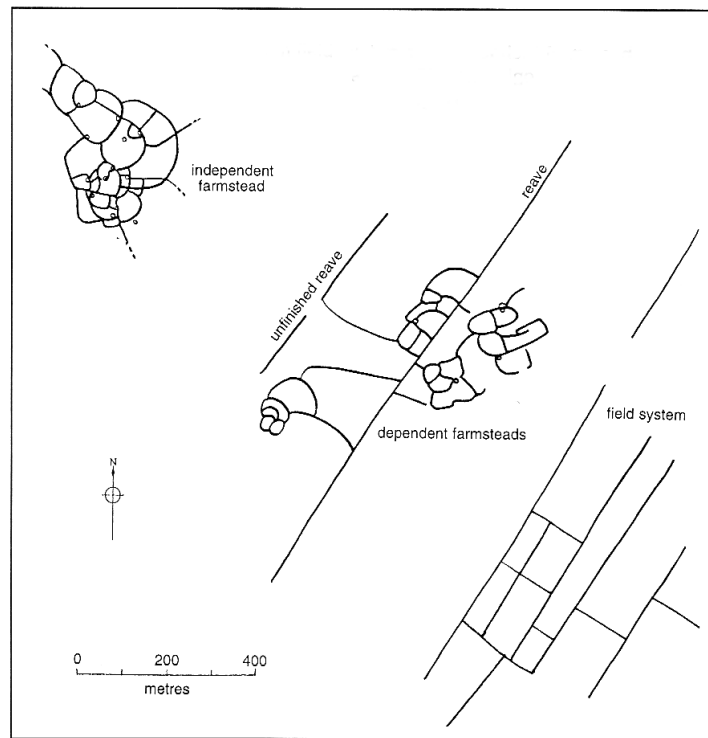 independent
farmstead
reave
unfinished reave
dependent farmsteads
field system
N
0 200 400
metres